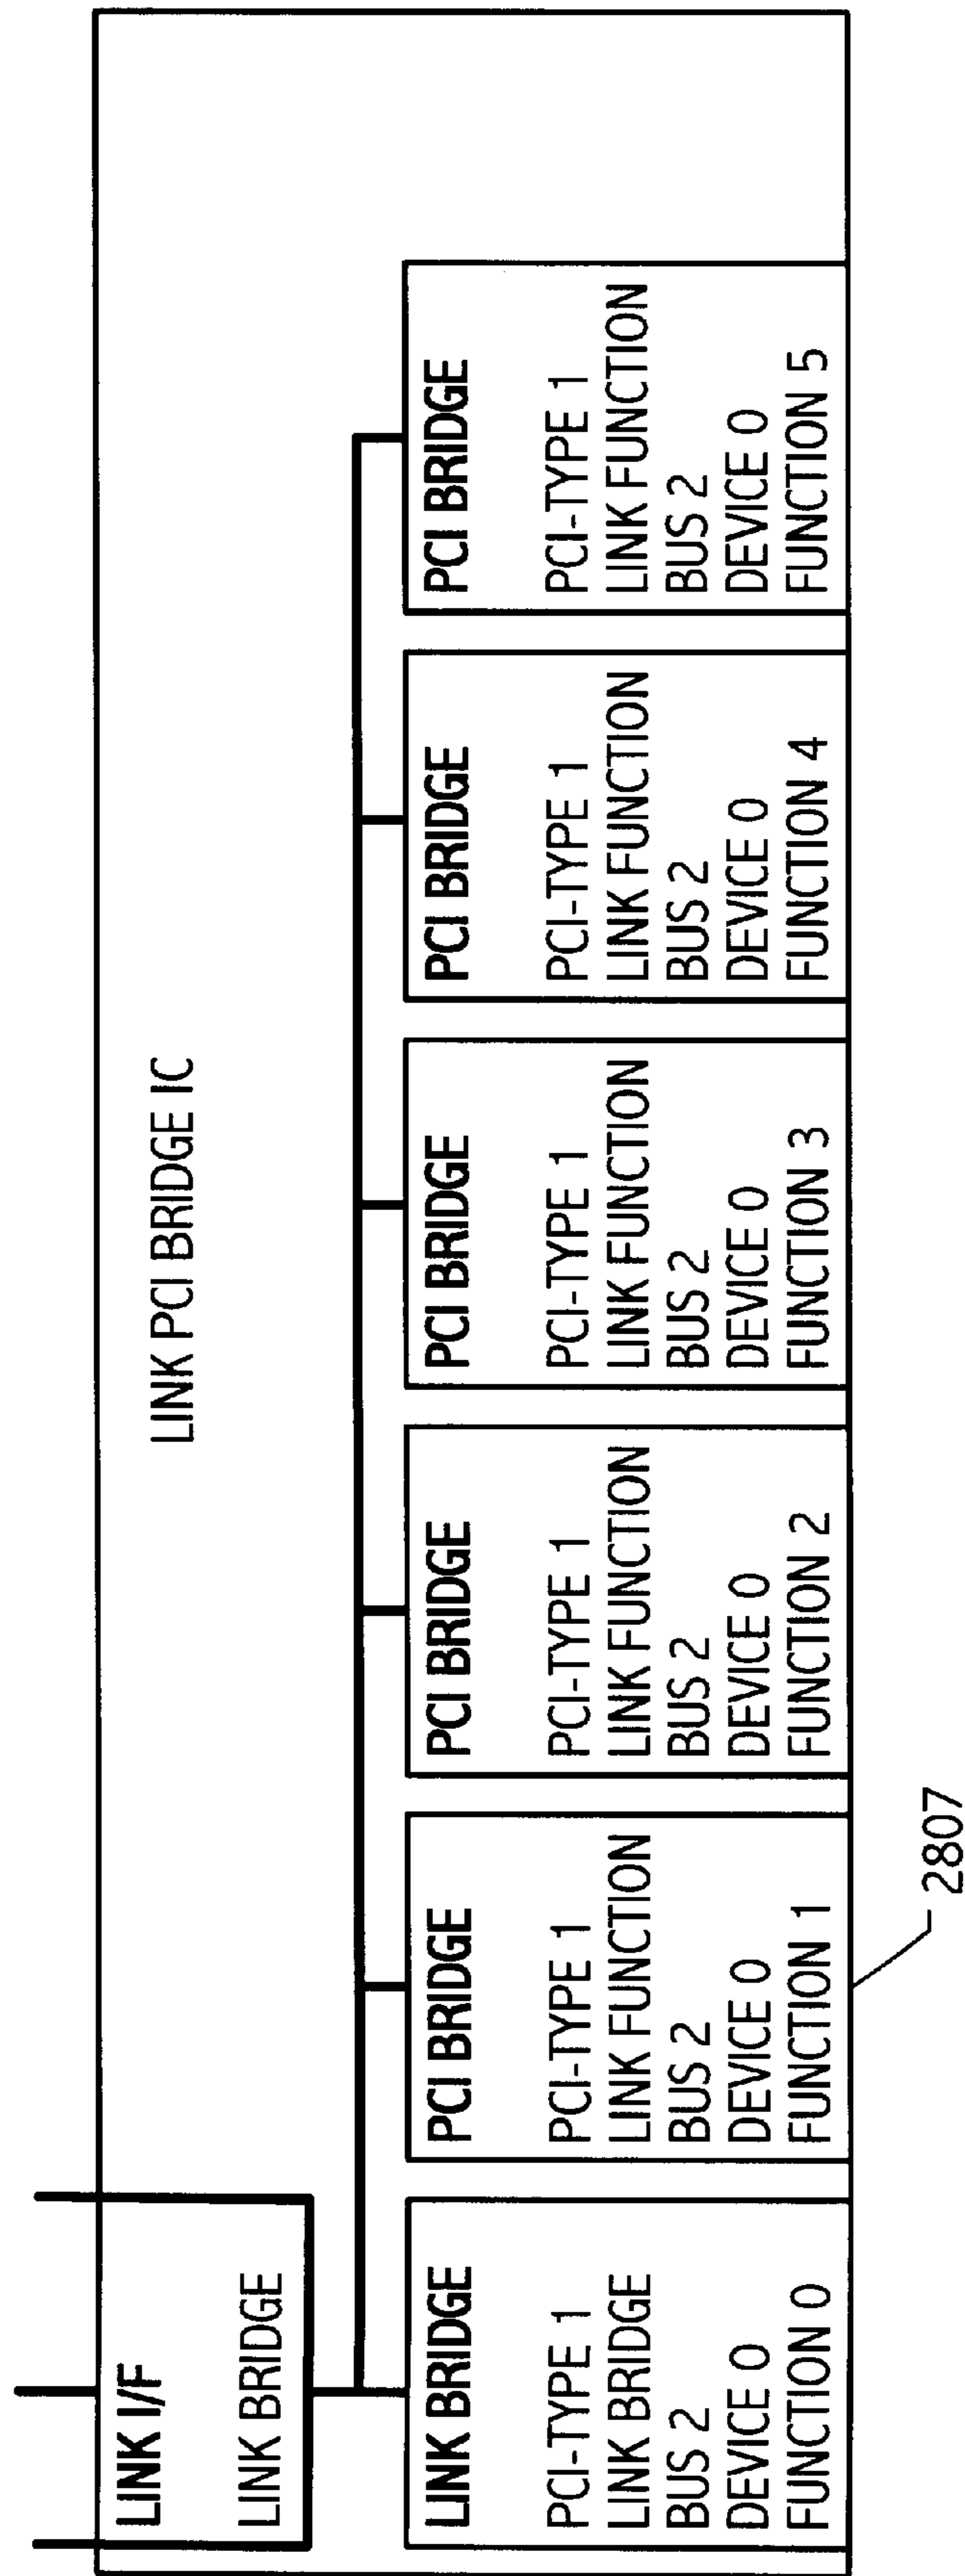 LINK PCI BRIDGE IC
LINK I/F
LINK BRIDGE
LINK BRIDGE
PCI-TYPE 1
LINK BRIDGE
BUS 2
DEVICE 0
FUNCTION 0
PCI BRIDGE
PCI-TYPE 1
LINK FUNCTION
BUS 2
DEVICE 0
FUNCTION 1
PCI BRIDGE
PCI-TYPE 1
LINK FUNCTION
BUS 2
DEVICE 0
FUNCTION 2
PCI BRIDGE
PCI-TYPE 1
LINK FUNCTION
BUS 2
DEVICE 0
FUNCTION 3
PCI BRIDGE
PCI-TYPE 1
LINK FUNCTION
BUS 2
DEVICE 0
FUNCTION 4
PCI BRIDGE
PCI-TYPE 1
LINK FUNCTION
BUS 2
DEVICE 0
FUNCTION 5
2807